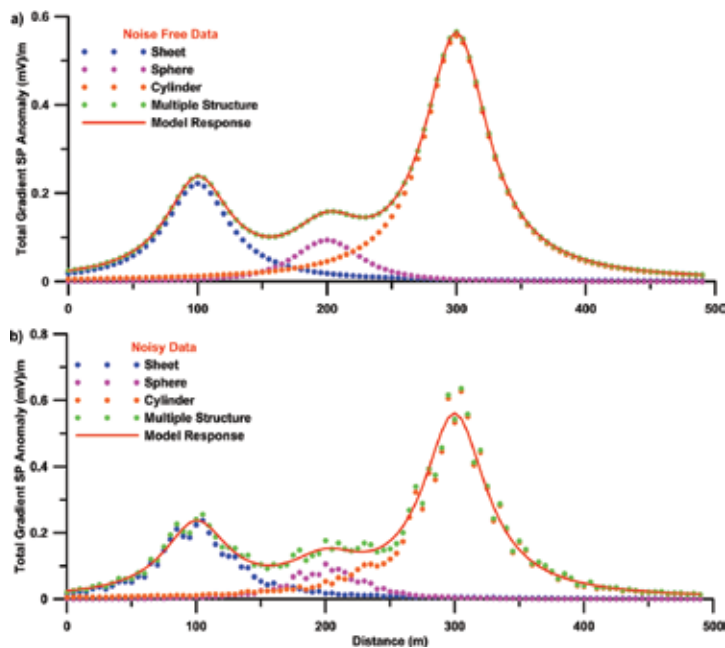 a)
Noise Free Data
Sheet
Sphere
Cylinder
Multiple Structure
Model Response
Total Gradient SP Anomaly (mV)/m
0.6
0.4
0.2
0
0
100
200
300
400
500
b)
Noisy Data
Sheet
Sphere
Cylinder
Multiple Structure
Model Response
Total Gradient SP Anomaly (mV)/m
0.8
0.6
0.4
0.2
0
0
100
200
300
400
500
Distance (m)